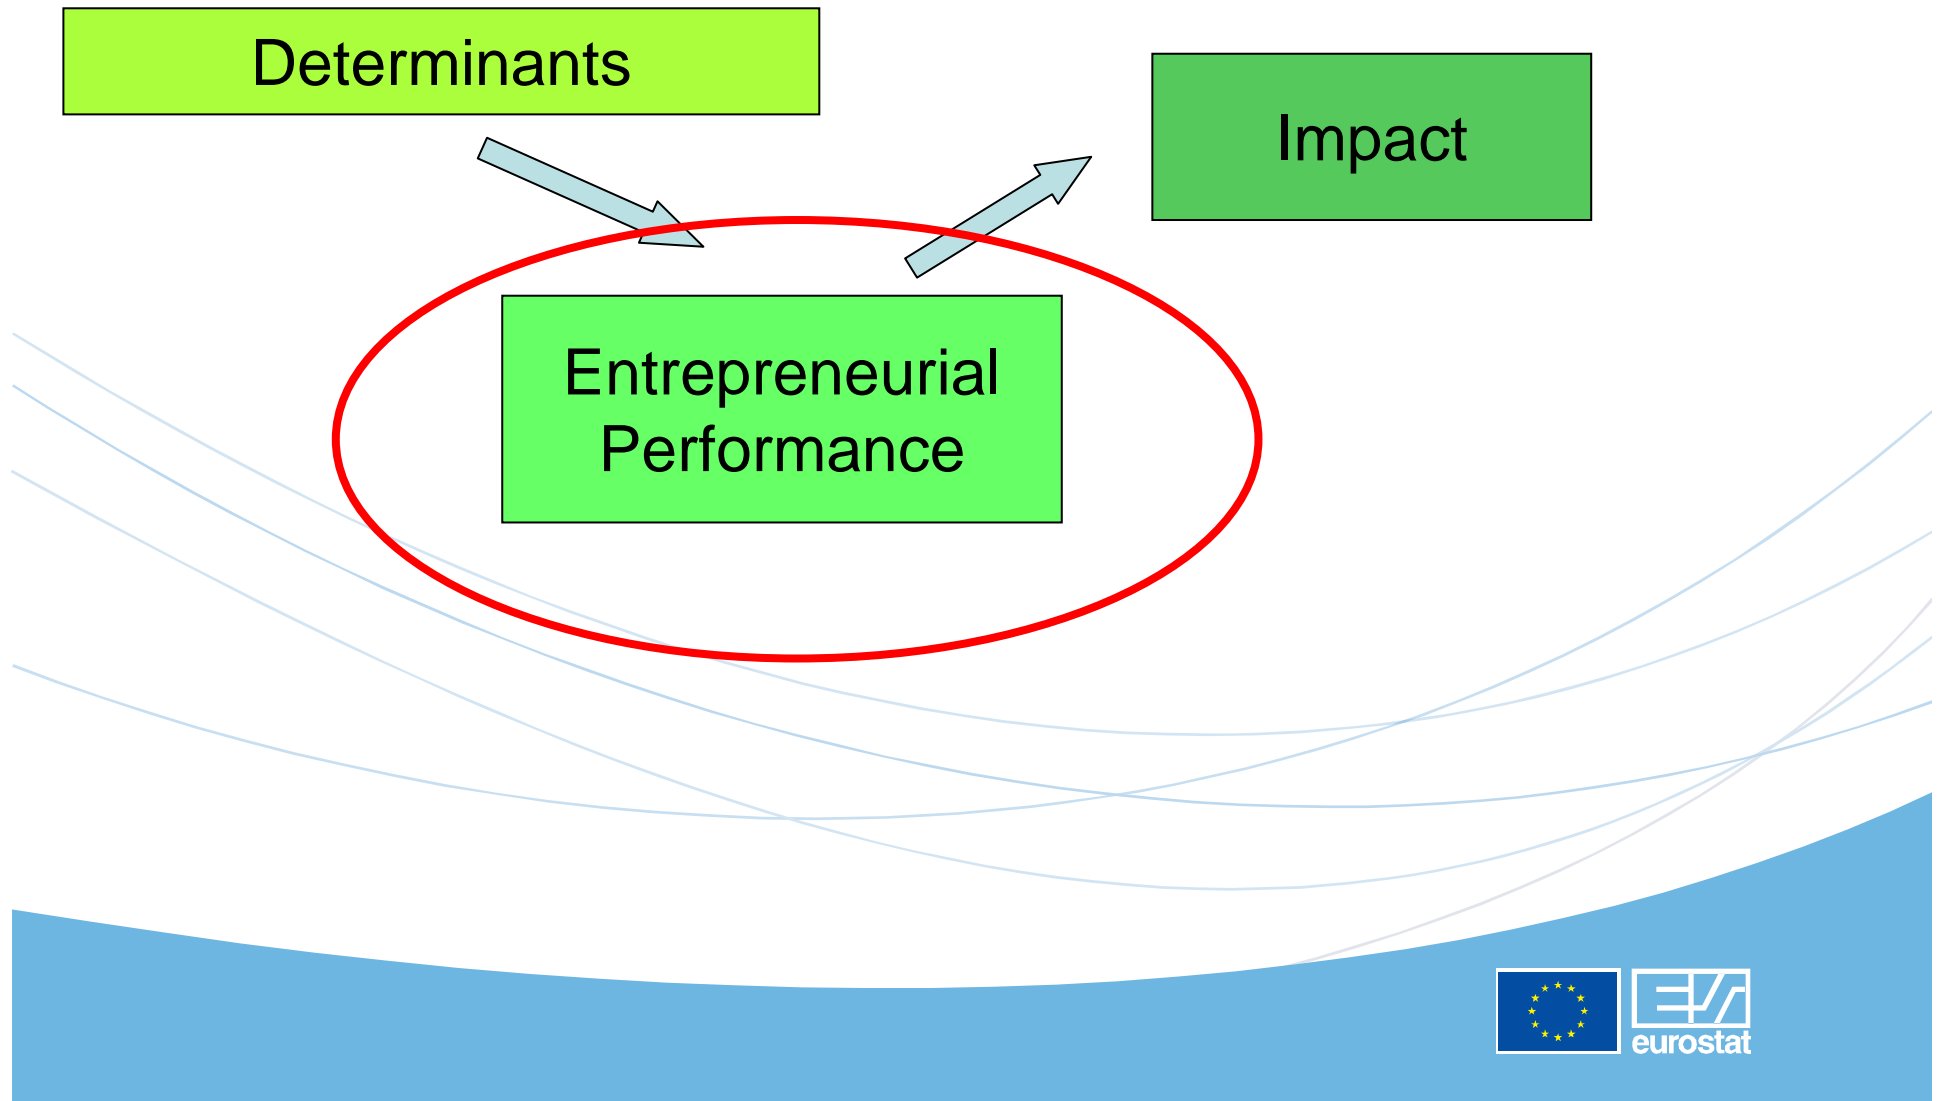 Determinants
Impact
Entrepreneurial
Performance
eurostat